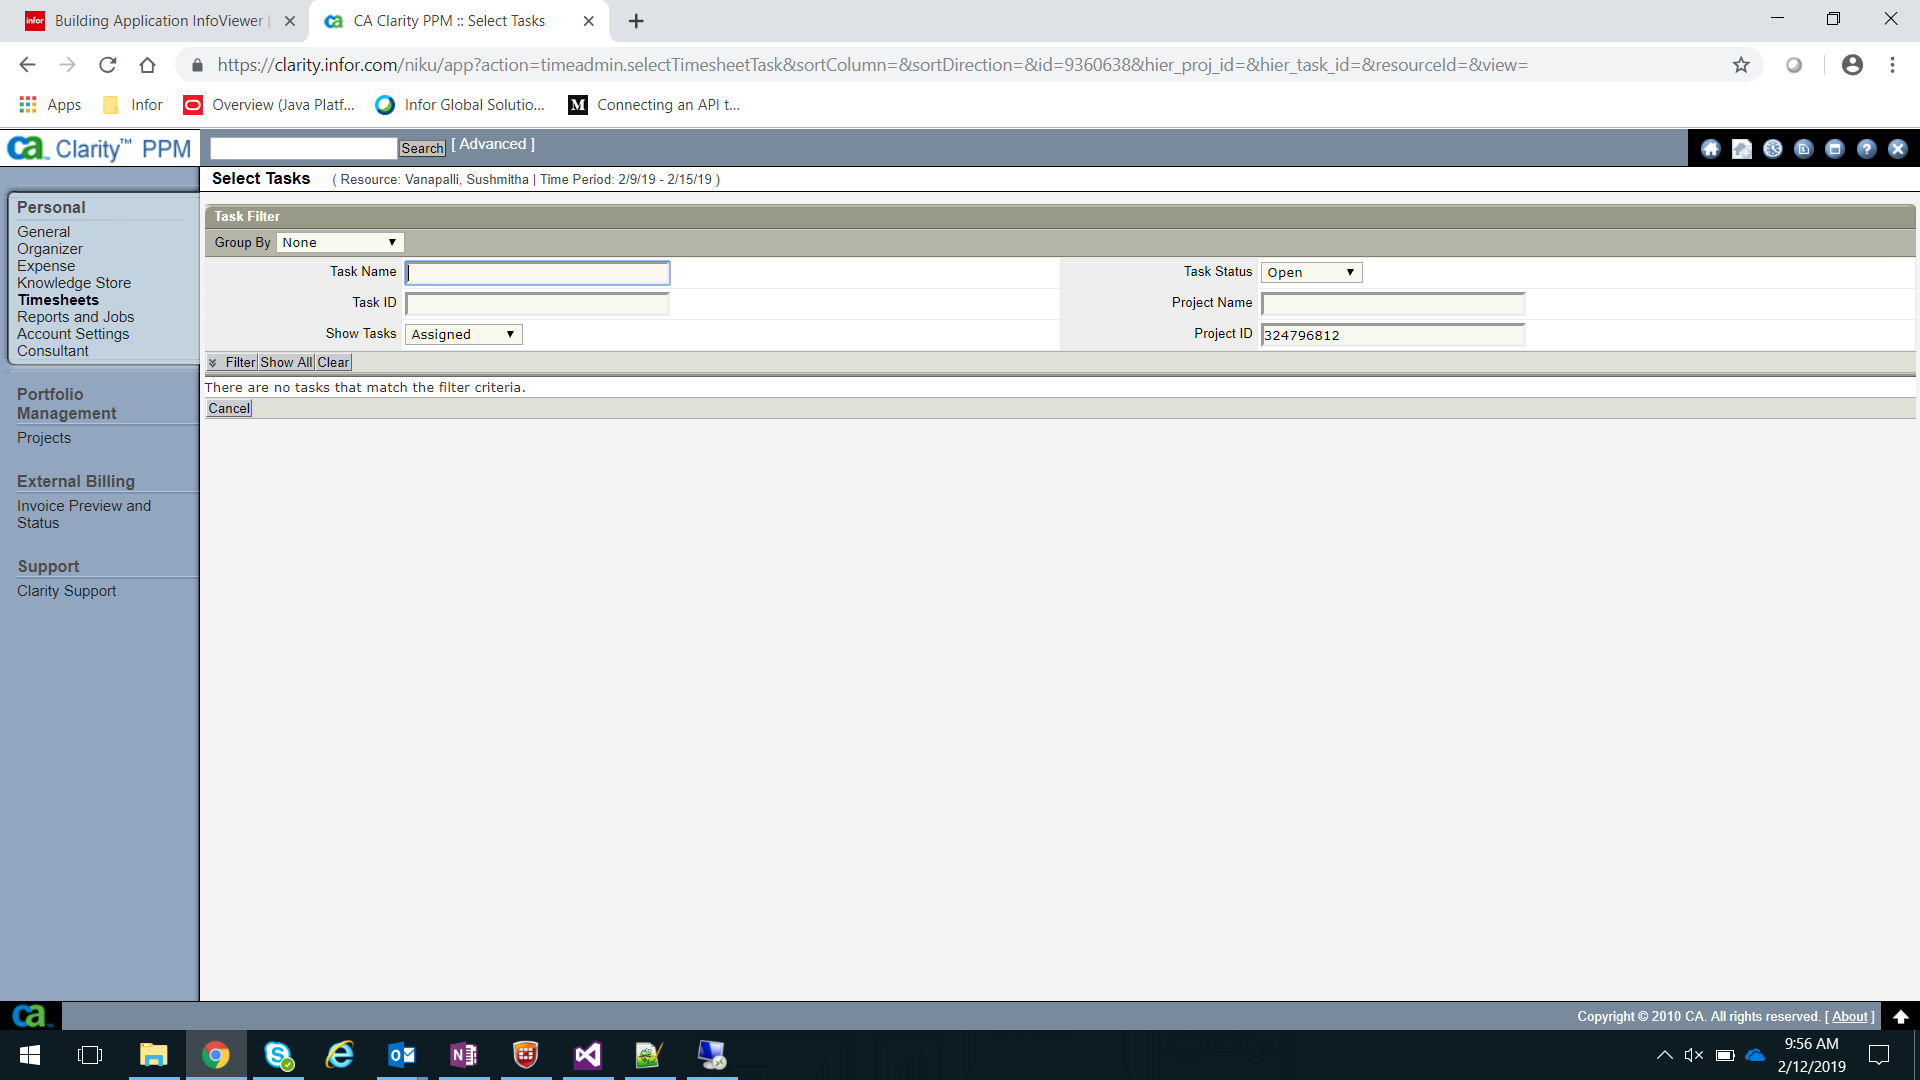 infor Building Application InfoViewer |
CA Clarity PPM :: Select Tasks
https://clarity.infor.com/niku/app?action=timeadmin.selectTimesheetTask&sortColumn=&sortDirection=&id=9360638&hier_proj_id=&hier_task_id=&resourceId=&view=
Apps Infor Overview (Java Platf... Infor Global Solutio... M Connecting an API t...
ca Clarity™ PPM
Search [ Advanced ]
Select Tasks ( Resource: Vanapalli, Sushmitha | Time Period: 2/9/19 - 2/15/19 )
Personal
General
Organizer
Expense
Knowledge Store
Timesheets
Reports and Jobs
Account Settings
Consultant
Portfolio
Management
Projects
External Billing
Invoice Preview and
Status
Support
Clarity Support
Task Filter
Group By None
Task Name
Task Status Open
Task ID
Project Name
Show Tasks Assigned
Project ID 324796812
Filter Show All Clear
There are no tasks that match the filter criteria.
Cancel
ca
Copyright © 2010 CA. All rights reserved. [ About ]
9:56 AM
2/12/2019